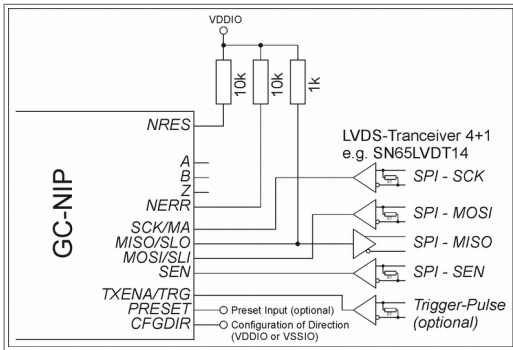 VDDIO
10k
10k
1k
NRES
LVDS-Tranceiver 4+1
e.g. SN65LVDT14
A
B
Z
SPI - SCK
NERR
GC-NIP
SCK/MA
SPI - MOSI
MISO/SLO
SPI - MISO
MOSI/SLI
SEN
SPI - SEN
TXENA/TRG
Trigger-Pulse
(optional)
PRESET
Preset Input (optional)
CFGDIR
Configuration of Direction
(VDDIO or VSSIO)